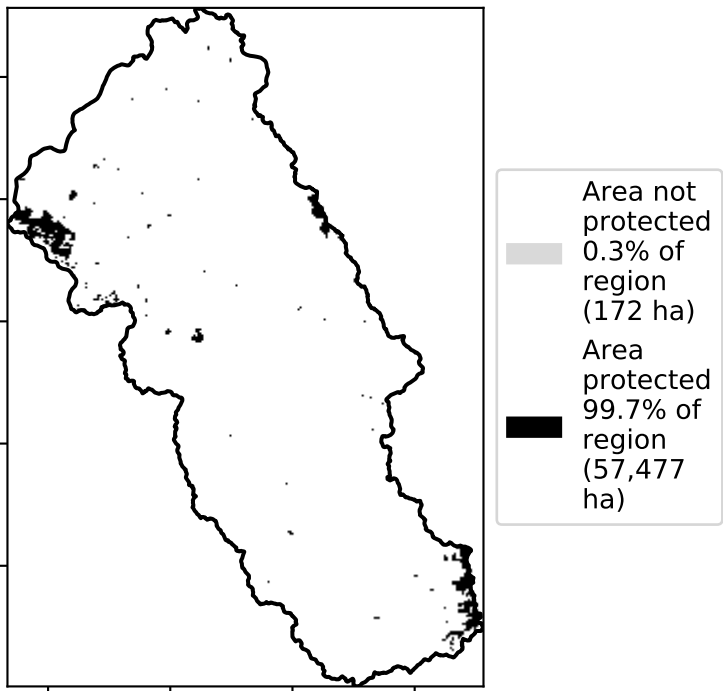 Area not
protected
0.3% of
region
(172 ha)
Area
protected
99.7% of
region
(57,477
ha)